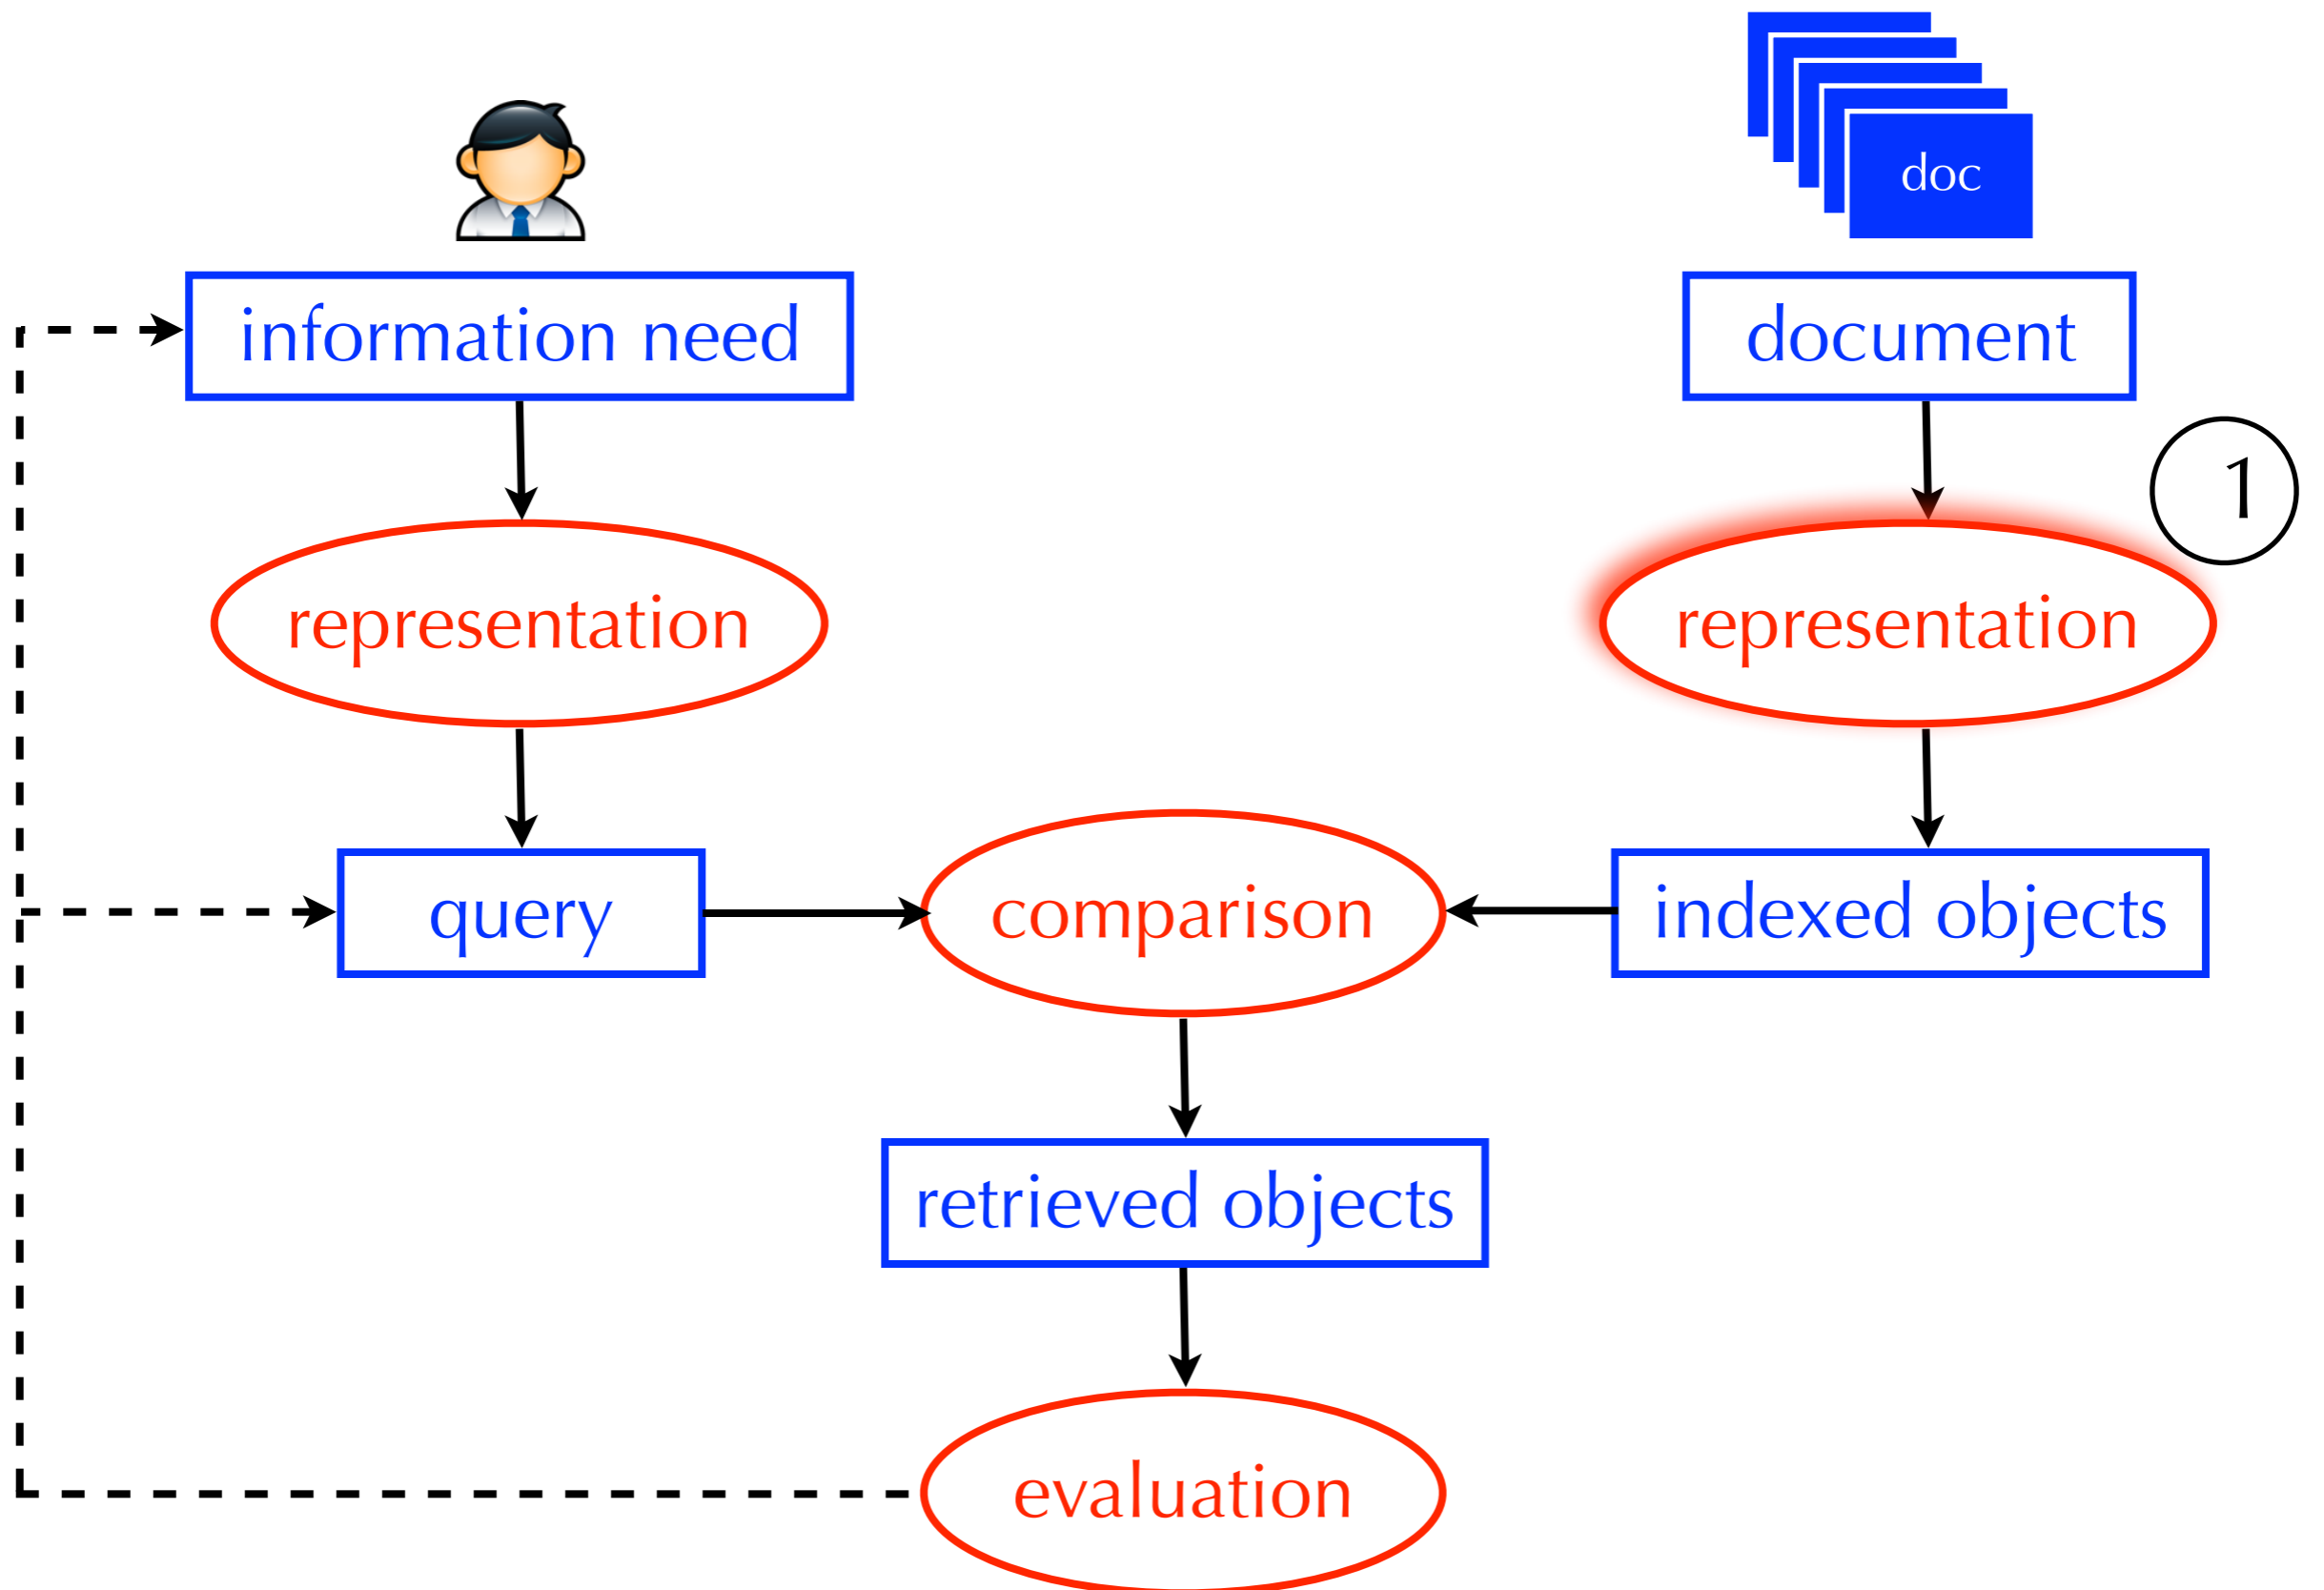 doc
information need
document
1
representation
representation
query
comparison
indexed objects
retrieved objects
evaluation